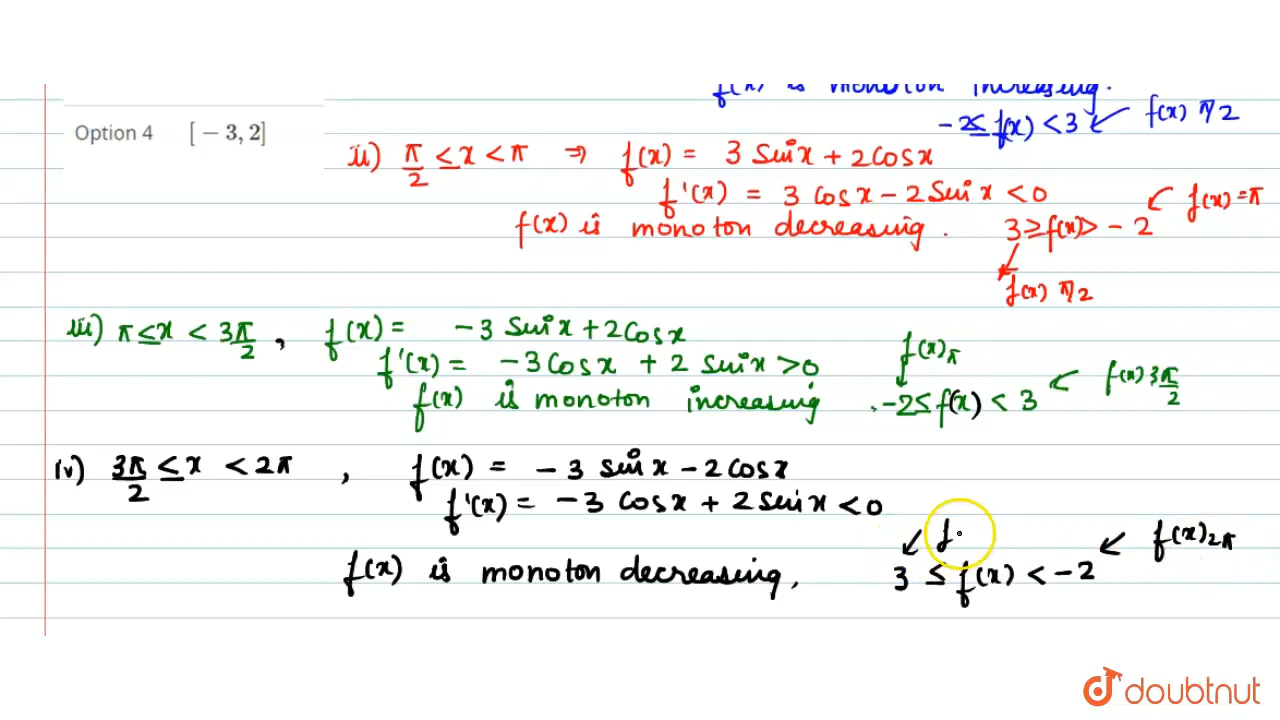 f(x) is monoton increasing.
-2 ≤ f(x) < 3 ↙ f(x) π/2
Option 4 [ − 3, 2]
ii) π/2 ≤ x < π ⇒ f(x) = 3 Sin x + 2 Cos x
f'(x) = 3 Cos x − 2 Sin x < 0
f(x) is monoton decreasing. 3 ≥ f(x) > − 2 ↙ f(x) = π
f(x) π/2
iii) π ≤ x < 3π/2 , f(x) = − 3 Sin x + 2 Cos x
f'(x) = − 3 Cos x + 2 Sin x > 0 f(x) π
f(x) is monoton increasing . -2 ≤ f(x) < 3 ↙ f(x) 3π/2
iv) 3π/2 ≤ x < 2π , f(x) = − 3 sin x − 2 cos x
f'(x) = − 3 cos x + 2 sin x < 0
↙ f. ↙ f(x) 2π
f(x) is monoton decreasing, 3 ≤ f(x) < − 2
doubtnut